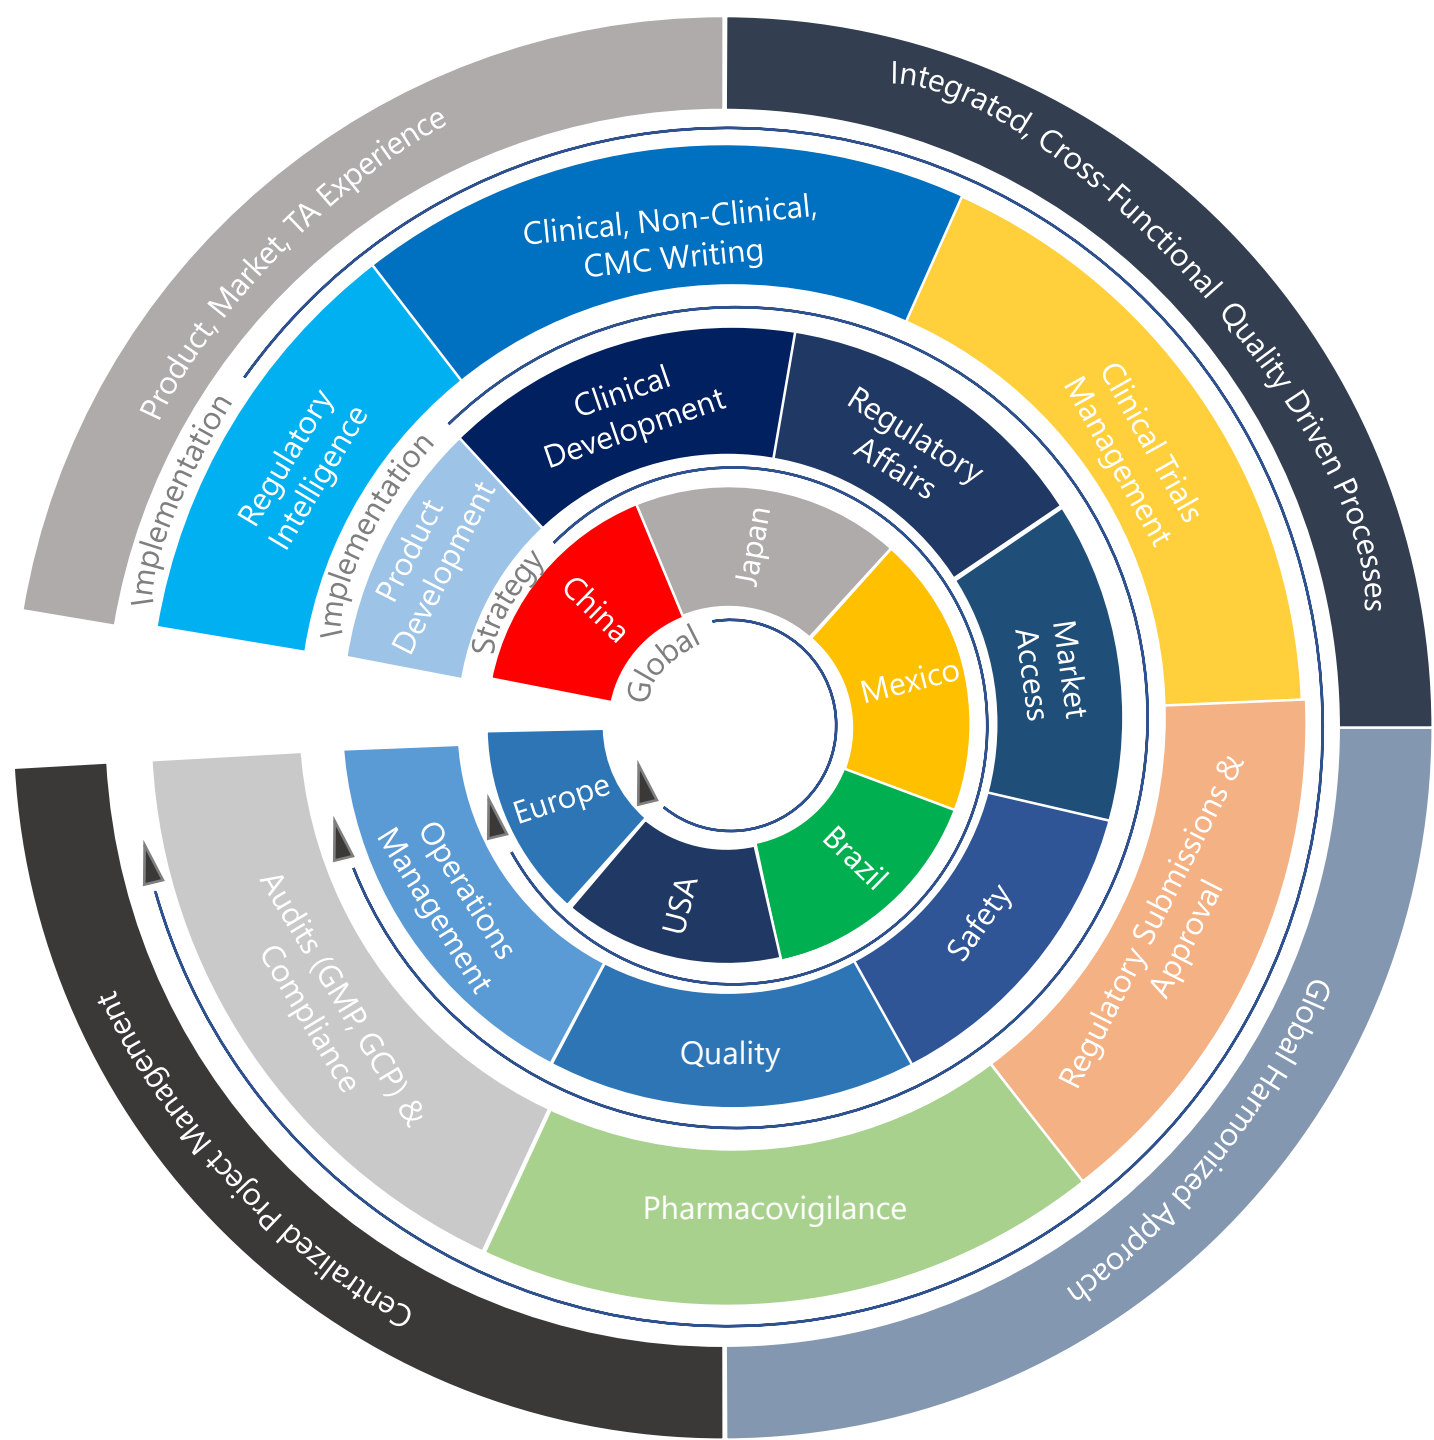 Product, Market, TA Experience
Integrated, Cross-Functional Quality Driven Processes
Global Harmonized Approach
Centralized Project Management
Implementation
Regulatory
Intelligence
Clinical, Non-Clinical,
CMC Writing
Clinical Trials
Management
Regulatory Submissions &
Approval
Pharmacovigilance
Audits (GMP, GCP) &
Compliance
Implementation
Product
Development
Clinical
Development
Regulatory
Affairs
Market
Access
Safety
Quality
Operations
Management
Strategy
China
Japan
Mexico
Brazil
USA
Europe
Global